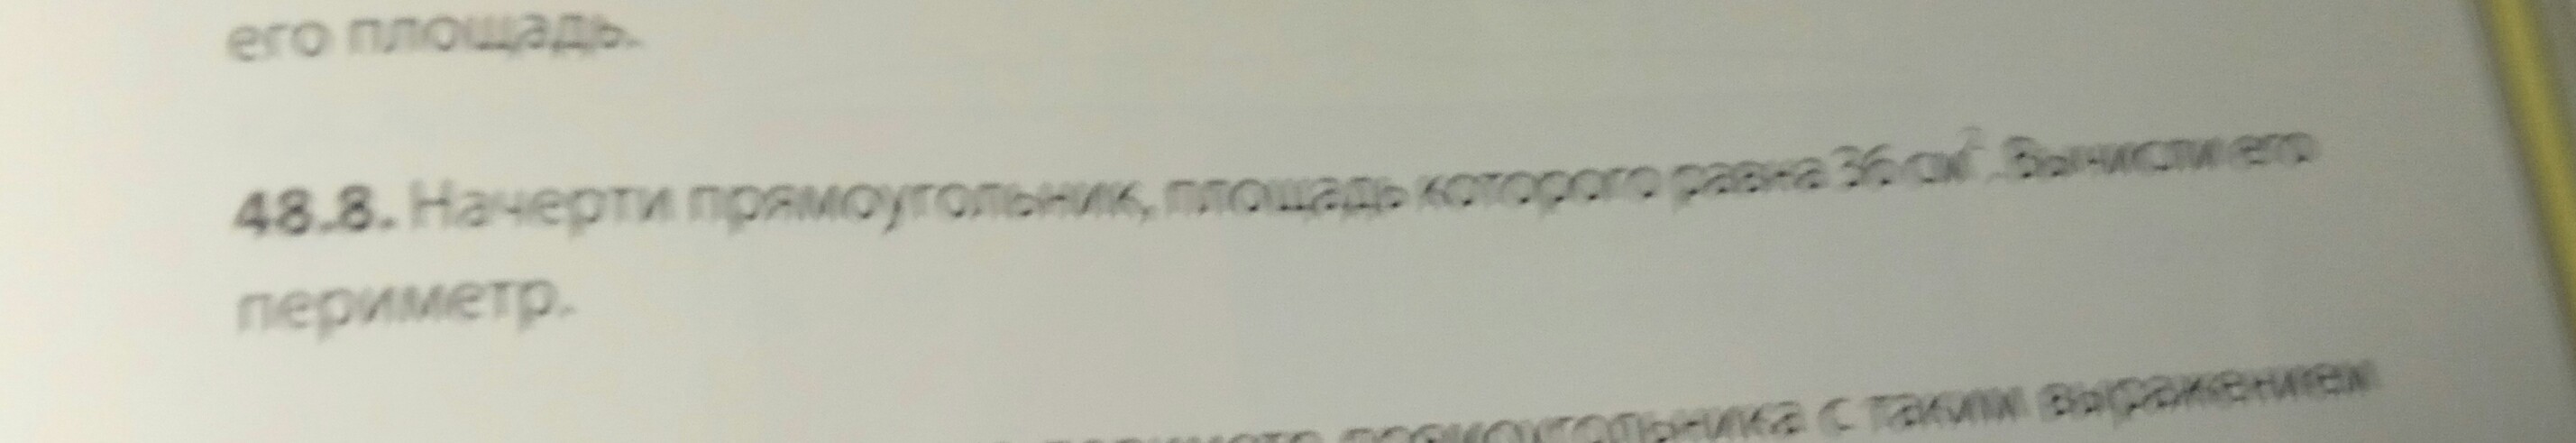 его площадь.
48.8. Начерти прямоугольник, площадь которого равна 36 см². Вычисли его
периметр.
прямоугольника с таким выражением